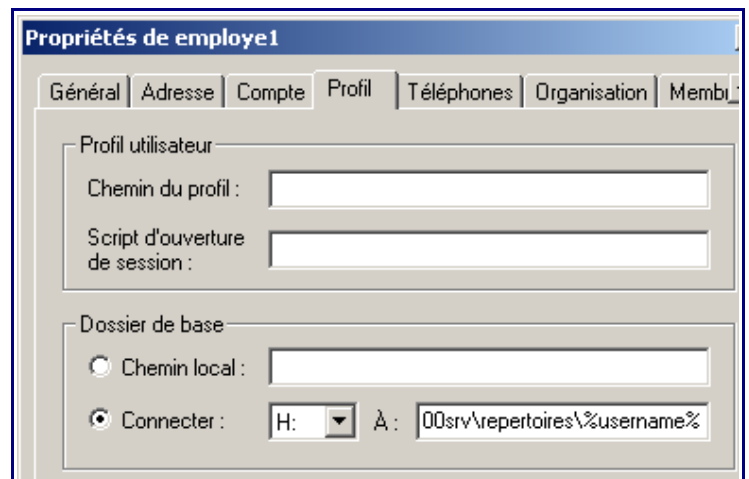 Propriétés de employe1
Général Adresse Compte Profil Téléphones Organisation
Profil utilisateur
Chemin du profil :
Script d'ouverture
de session :
Dossier de base
Chemin local :
Connecter : H: À : 00srv\repertoires\%username%